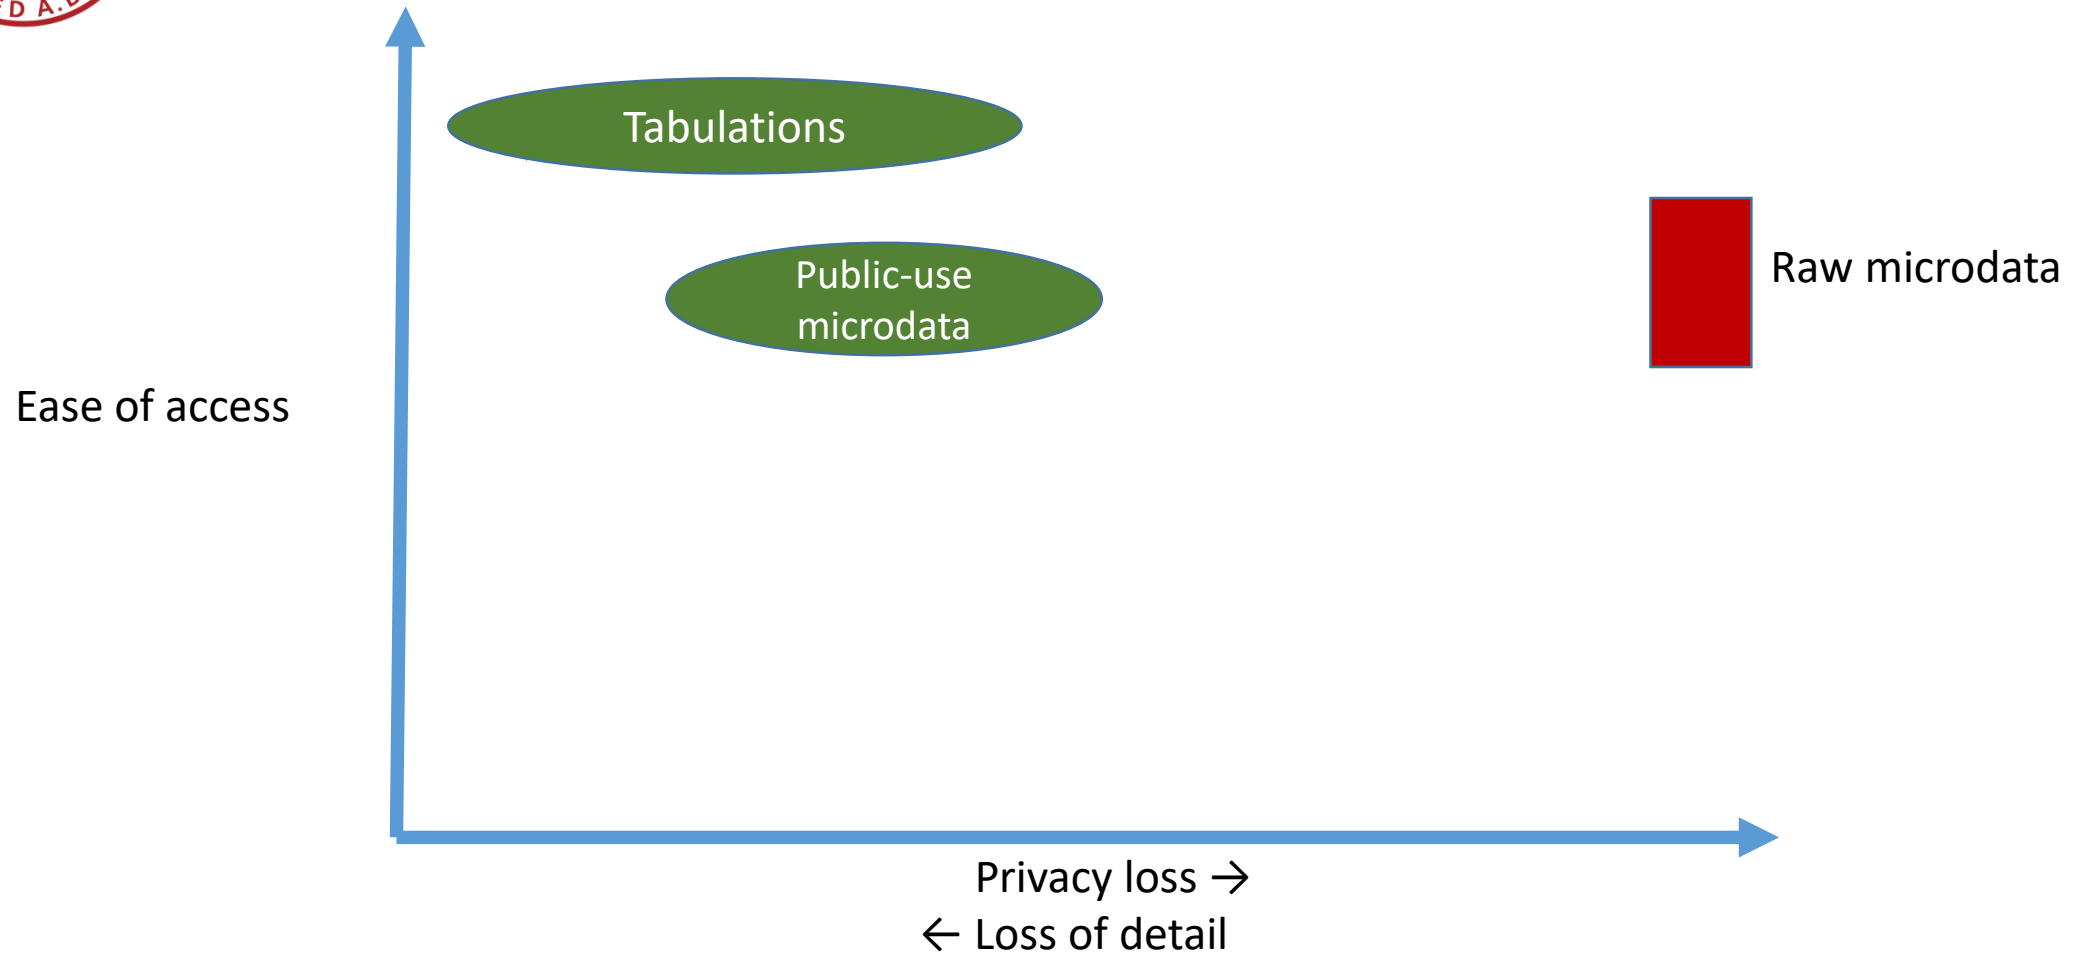 D A.D
Tabulations
Public-use
microdata
Raw microdata
Ease of access
Privacy loss →
← Loss of detail